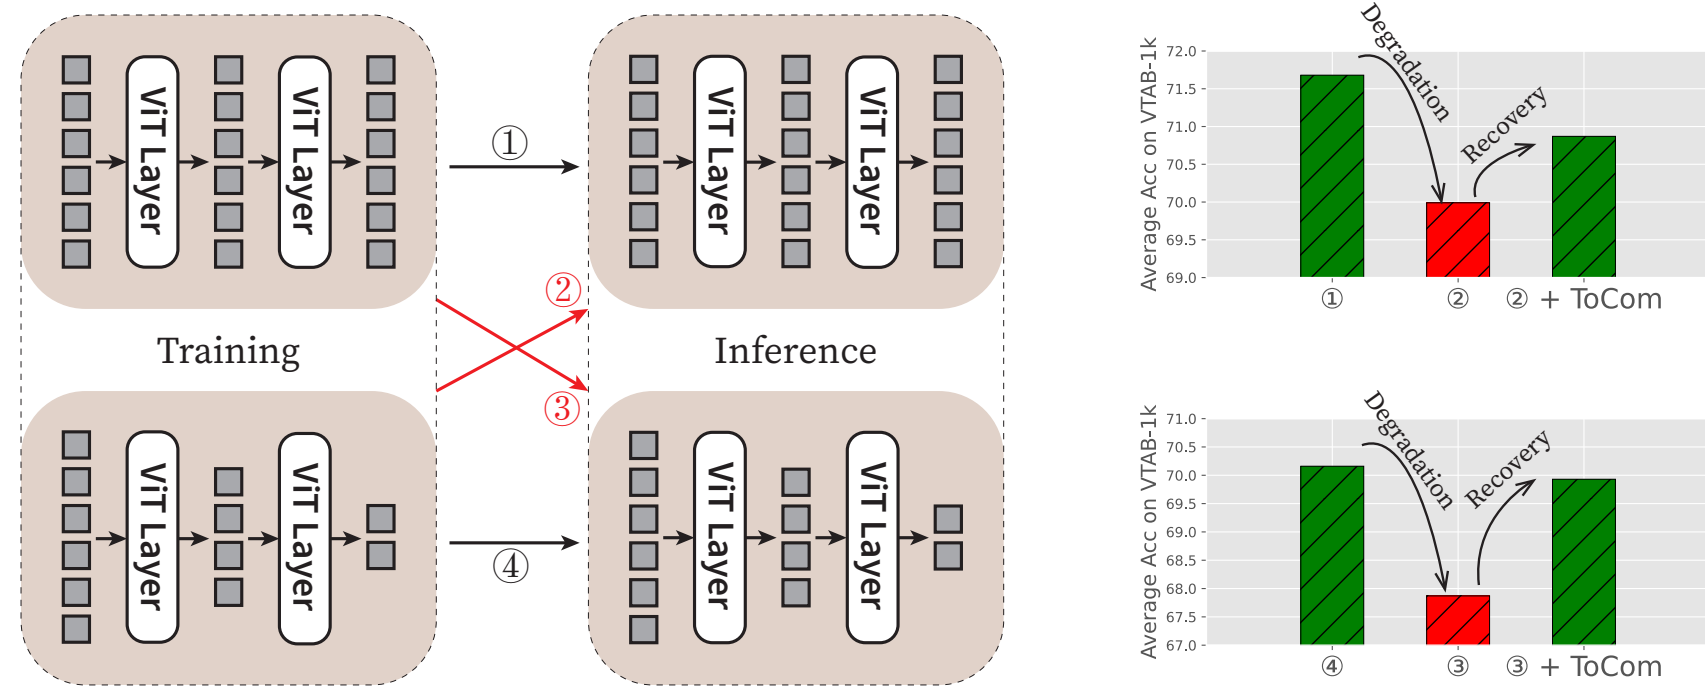 ViT Layer
ViT Layer
Training
ViT Layer
ViT Layer
①
②
③
④
ViT Layer
ViT Layer
Inference
ViT Layer
ViT Layer
Average Acc on VTAB-1k
72.0
71.5
71.0
70.5
70.0
69.5
69.0
Degradation
Recovery
① ② ② + ToCom
Average Acc on VTAB-1k
71.0
70.5
70.0
69.5
69.0
68.5
68.0
67.5
67.0
Degradation
Recovery
④ ③ ③ + ToCom